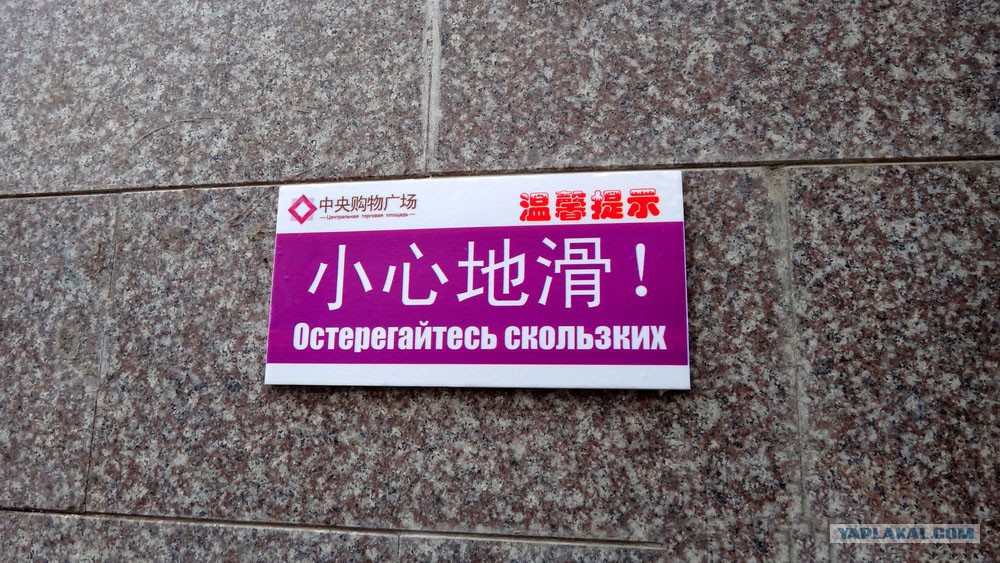 中央购物广场
—Центральная торговая площадь—
温馨提示
小心地滑！
Остерегайтесь скользких
YAPLAKAL.COM